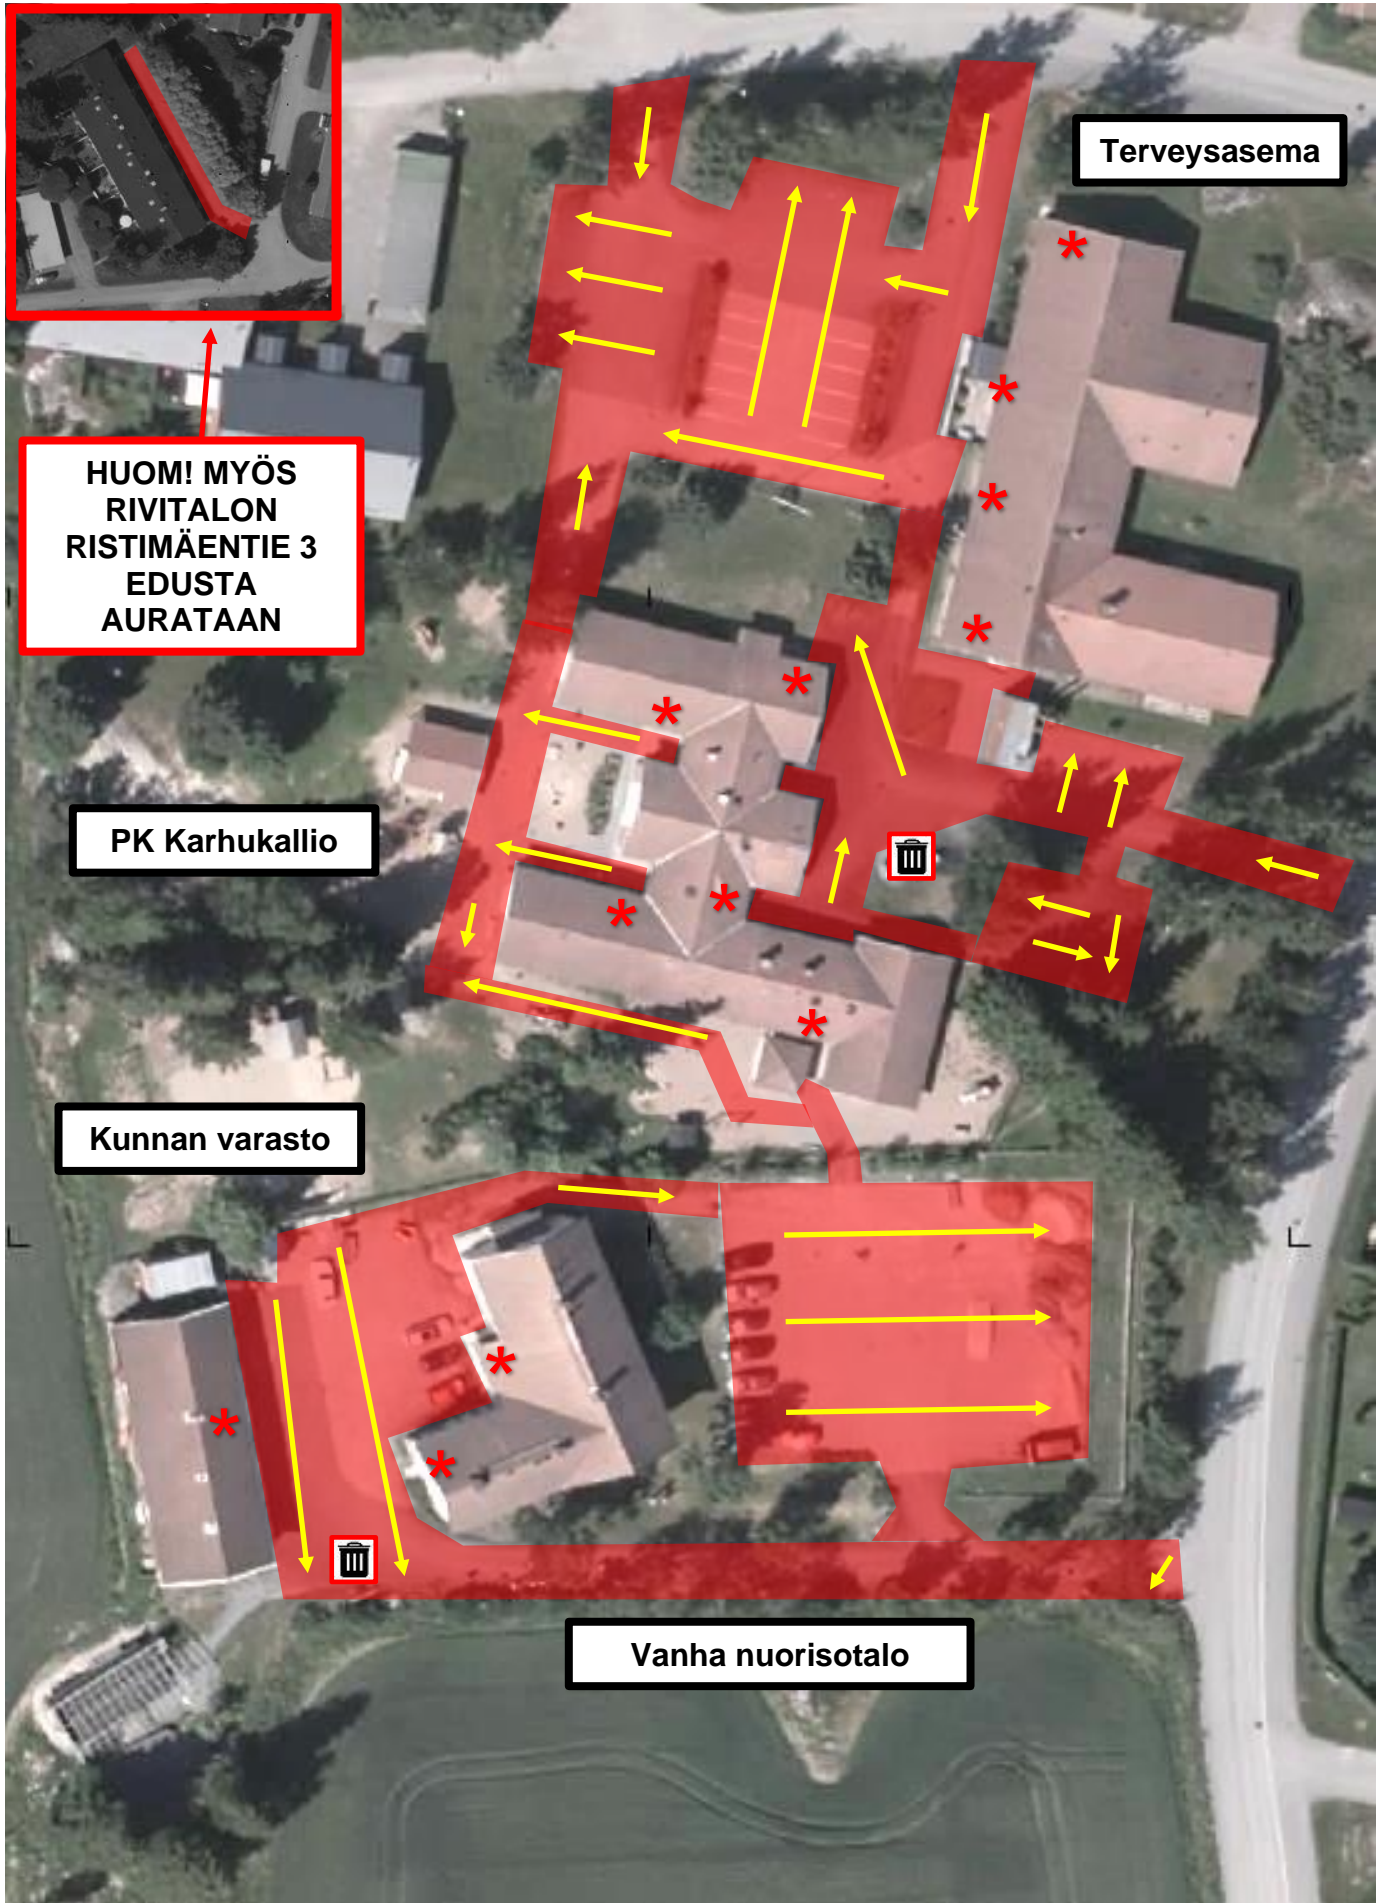 Terveysasema
HUOM! MYÖS
RIVITALON
RISTIMÄENTIE 3
EDUSTA
AURATAAN
PK Karhukallio
Kunnan varasto
Vanha nuorisotalo